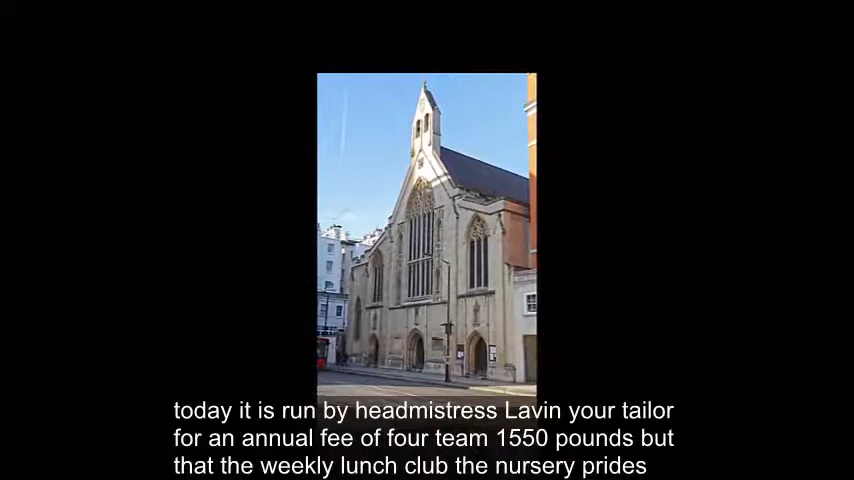 today it is run by headmistress Lavin your tailor
for an annual fee of four team 1550 pounds but
that the weekly lunch club the nursery prides